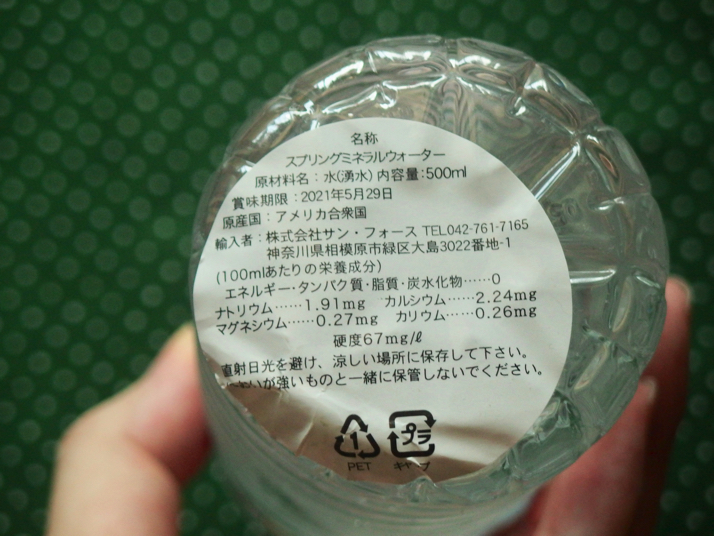 名称
スプリングミネラルウォーター
原材料名：水(湧水) 内容量：500ml
賞味期限：2021年5月29日
原産国：アメリカ合衆国
輸入者：株式会社サン・フォース TEL042-761-7165
神奈川県相模原市緑区大島3022番地-1
(100mlあたりの栄養成分)
エネルギー・タンパク質・脂質・炭水化物……0
ナトリウム……1.91mg カルシウム……2.24mg
マグネシウム……0.27mg カリウム……0.26mg
硬度67mg/ℓ
直射日光を避け、涼しい場所に保存して下さい。
においが強いものと一緒に保管しないでください。
1 プラ
PET キャップ